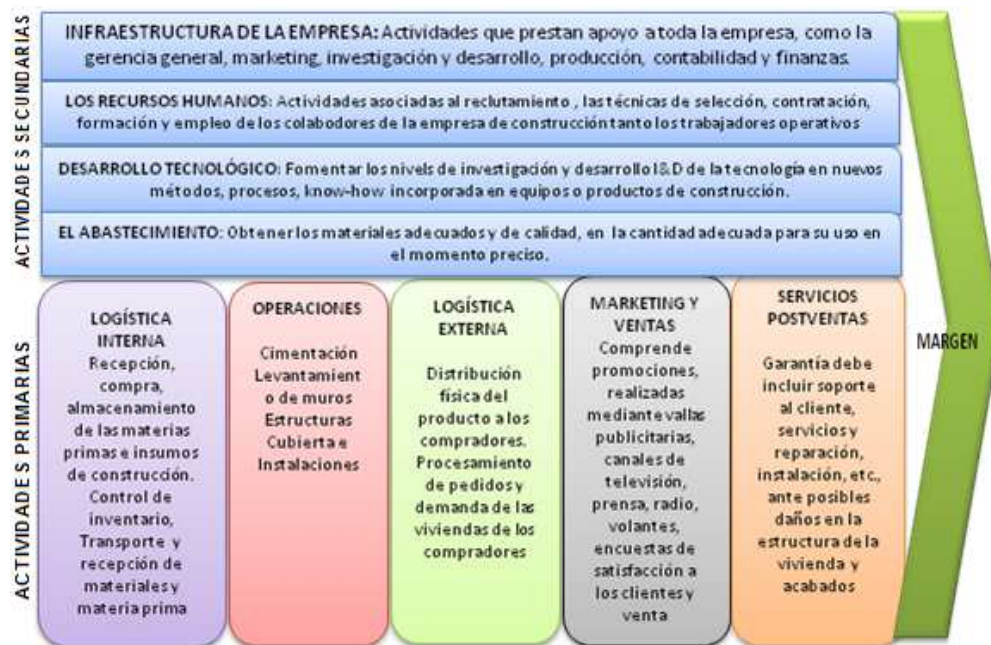 ACTIVIDADES SECUNDARIAS
INFRAESTRUCTURA DE LA EMPRESA: Actividades que prestan apoyo a toda la empresa, como la
gerencia general, marketing, investigación y desarrollo, producción, contabilidad y finanzas.
LOS RECURSOS HUMANOS: Actividades asociadas al reclutamiento , las técnicas de selección, contratación,
formación y empleo de los colabodores de la empresa de construcción tanto los trabajadores operativos
DESARROLLO TECNOLÓGICO: Fomentar los nivels de investigación y desarrollo I&D de la tecnología en nuevos
métodos, procesos, know-how incorporada en equipos o productos de construcción.
EL ABASTECIMIENTO: Obtener los materiales adecuados y de calidad, en la cantidad adecuada para su uso en
el momento preciso.
ACTIVIDADES PRIMARIAS
LOGÍSTICA
INTERNA
Recepción,
compra,
almacenamiento
de las materias
primas e insumos
de construcción.
Control de
inventario,
Transporte y
recepción de
materiales y
materia prima
OPERACIONES
Cimentación
Levantamient
o de muros
Estructuras
Cubierta e
Instalaciones
LOGÍSTICA
EXTERNA
Distribución
física del
producto a los
compradores.
Procesamiento
de pedidos y
demanda de las
viviendas de los
compradores
MARKETING Y
VENTAS
Comprende
promociones,
realizadas
mediante vallas
publicitarias,
canales de
televisión,
prensa, radio,
volantes,
encuestas de
satisfacción a
los clientes y
venta
SERVICIOS
POSTVENTAS
Garantía debe
incluir soporte
al cliente,
servicios y
reparación,
instalación, etc.,
ante posibles
daños en la
estructura de la
vivienda y
acabados
MARGEN